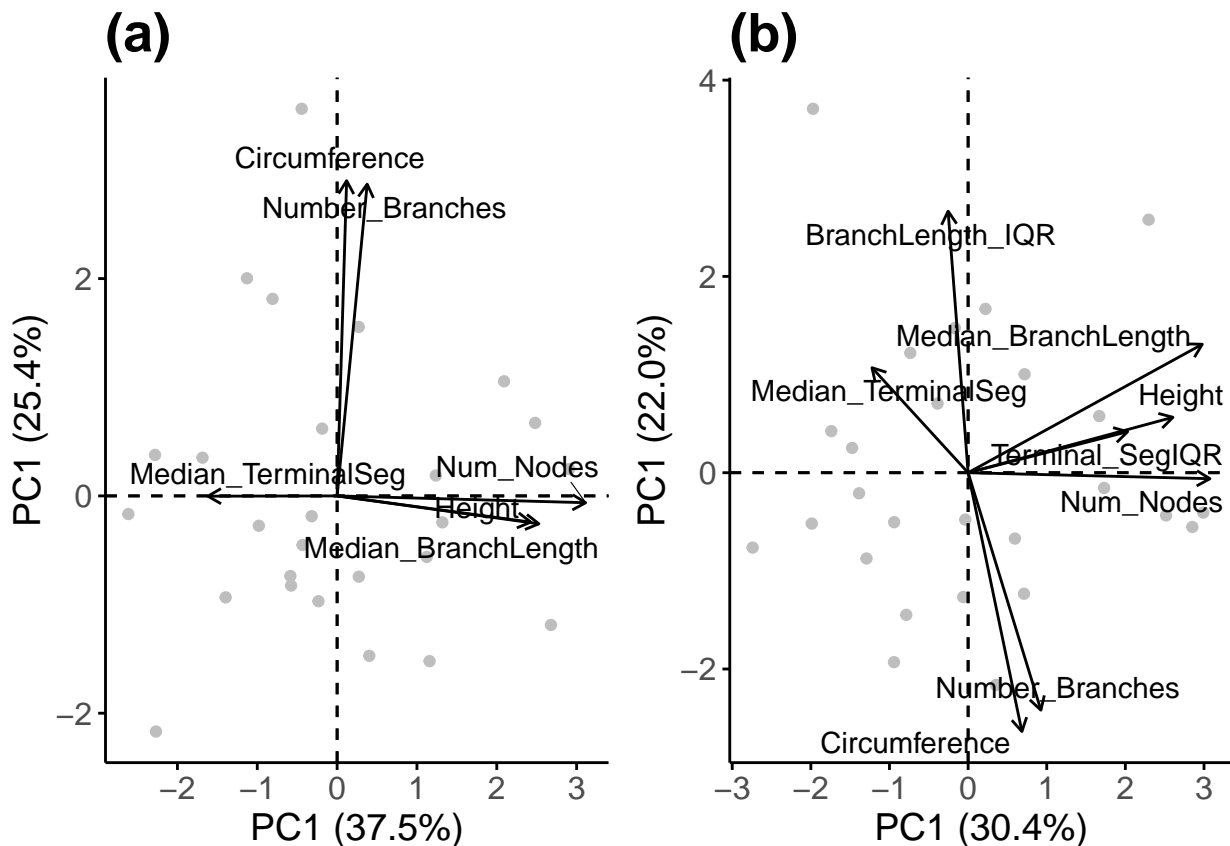 (a)
PC1 (25.4%)
2
0
−2
Circumference
Number_Branches
Median_TerminalSeg
Num_Nodes
Height
Median_BranchLength
−2 −1 0 1 2 3
PC1 (37.5%)
(b)
PC1 (22.0%)
4
2
0
−2
BranchLength_IQR
Median_BranchLength
Median_TerminalSeg
Height
Terminal_SegIQR
Num_Nodes
Number_Branches
Circumference
−3 −2 −1 0 1 2 3
PC1 (30.4%)